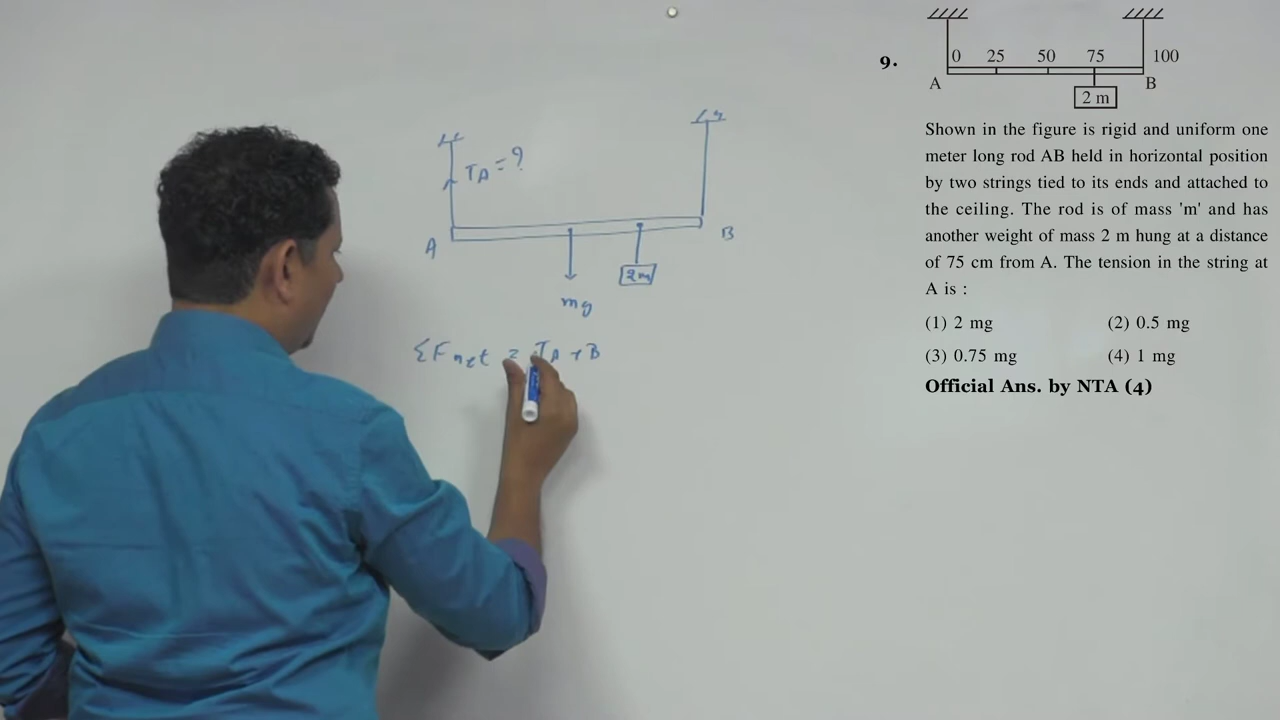 T_A = ?
A
B
2m
mg
ΣF net = T_A + B
9.
0 25 50 75 100
A
B
2 m
Shown in the figure is rigid and uniform one
meter long rod AB held in horizontal position
by two strings tied to its ends and attached to
the ceiling. The rod is of mass 'm' and has
another weight of mass 2 m hung at a distance
of 75 cm from A. The tension in the string at
A is :
(1) 2 mg (2) 0.5 mg
(3) 0.75 mg (4) 1 mg
Official Ans. by NTA (4)